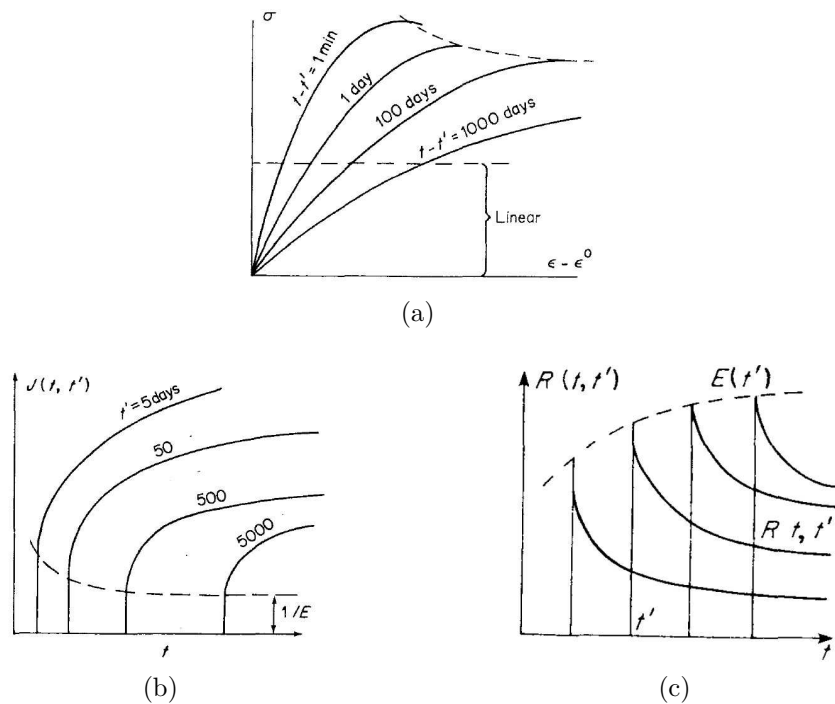 σ
t-t' = 1 min
1 day
100 days
t-t' = 1000 days
Linear
ϵ - ϵ⁰
(a)
J(t, t')
t' = 5 days
50
500
5000
1/E
t
(b)
R(t, t')
E(t')
R t, t'
t'
t
(c)